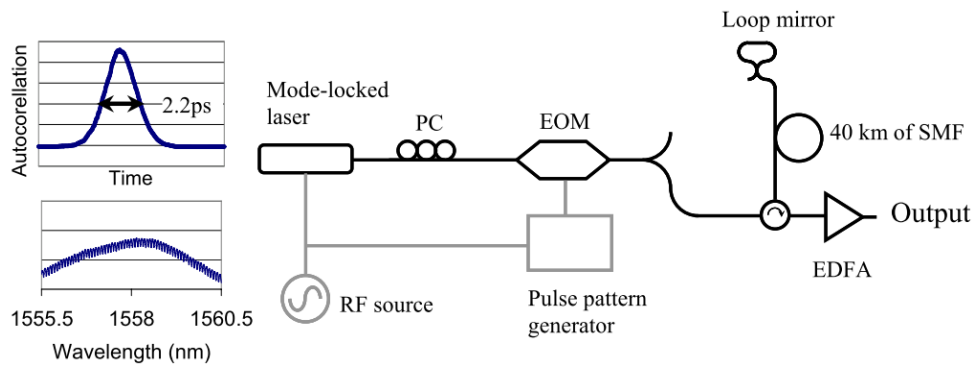 Autocorellation
2.2ps
Time
1555.5 1558 1560.5
Wavelength (nm)
Mode-locked
laser
PC
EOM
RF source
Pulse pattern
generator
Loop mirror
40 km of SMF
Output
EDFA